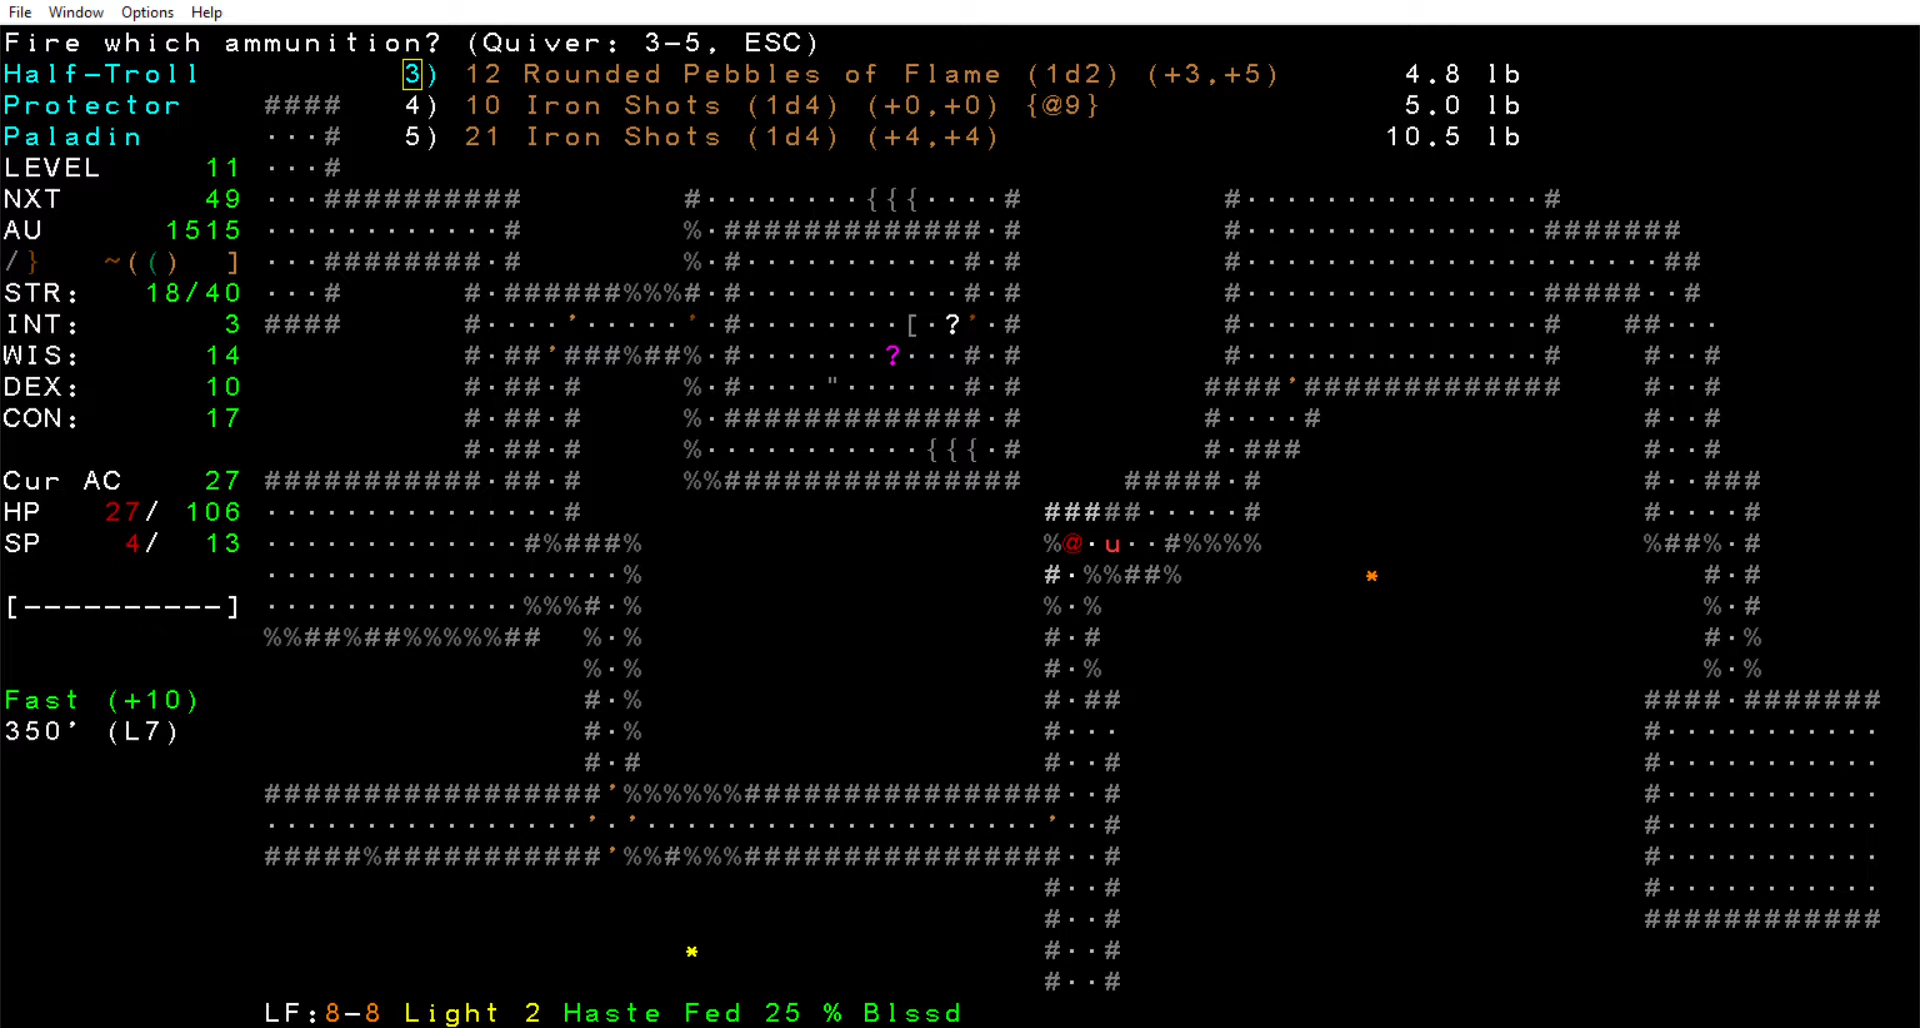 File Window Options Help
Fire which ammunition? (Quiver: 3-5, ESC)
Half-Troll 3) 12 Rounded Pebbles of Flame (1d2) (+3,+5) 4.8 lb
Protector 4) 10 Iron Shots (1d4) (+0,+0) {@9} 5.0 lb
Paladin 5) 21 Iron Shots (1d4) (+4,+4) 10.5 lb
LEVEL 11
NXT 49
AU 1515
/} ~(() ]
STR: 18/40
INT: 3
WIS: 14
DEX: 10
CON: 17
Cur AC 27
HP 27/ 106
SP 4/ 13
[----------]
Fast (+10)
350' (L7)
LF:8-8 Light 2 Haste Fed 25 % Blssd